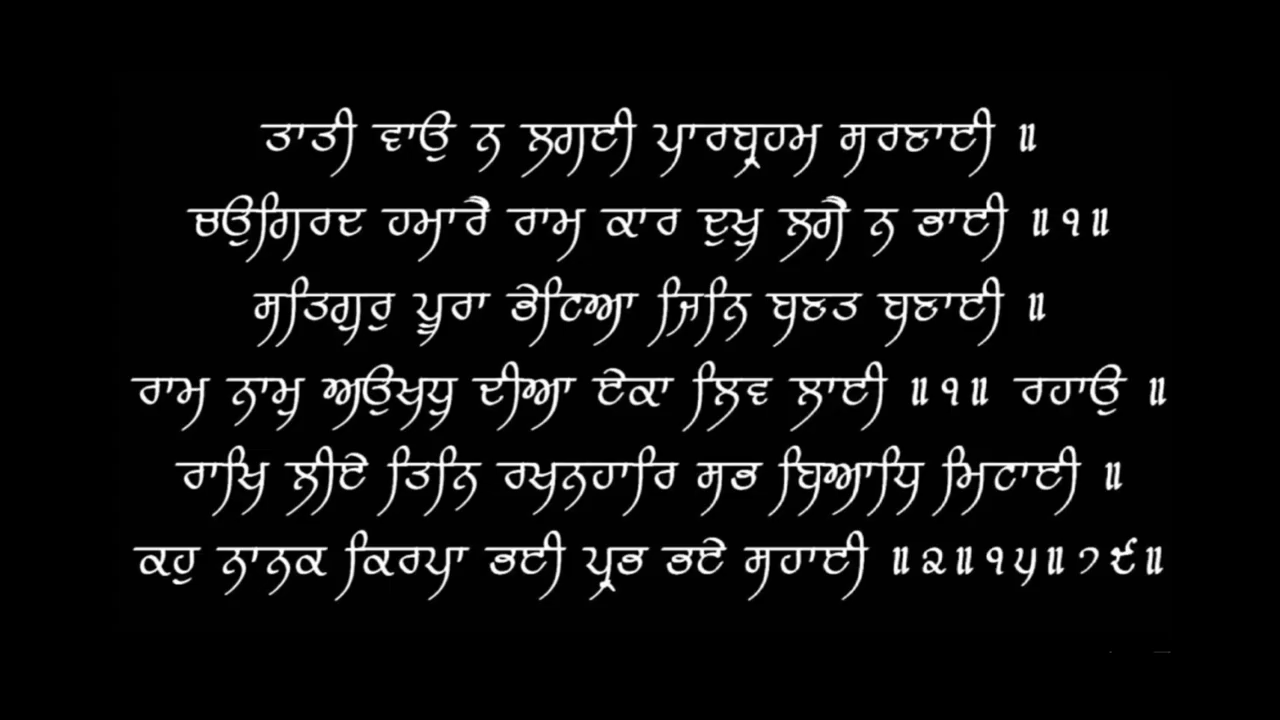 ਤਾਤੀ ਵਾਉ ਨ ਲਗਈ ਪਾਰਬ੍ਰਹਮ ਸਰਣਾਈ ॥
ਚਉਗਿਰਦ ਹਮਾਰੈ ਰਾਮ ਕਾਰ ਦੁਖੁ ਲਗੈ ਨ ਭਾਈ ॥੧॥
ਸਤਿਗੁਰੁ ਪੂਰਾ ਭੇਟਿਆ ਜਿਨਿ ਬਣਤ ਬਣਾਈ ॥
ਰਾਮ ਨਾਮੁ ਅਉਖਧੁ ਦੀਆ ਏਕਾ ਲਿਵ ਲਾਈ ॥੧॥ ਰਹਾਉ ॥
ਰਾਖਿ ਲੀਏ ਤਿਨਿ ਰਖਨਹਾਰਿ ਸਭ ਬਿਆਧਿ ਮਿਟਾਈ ॥
ਕਹੁ ਨਾਨਕ ਕਿਰਪਾ ਭਈ ਪ੍ਰਭ ਭਏ ਸਹਾਈ ॥੨॥੧੫॥੭੯॥